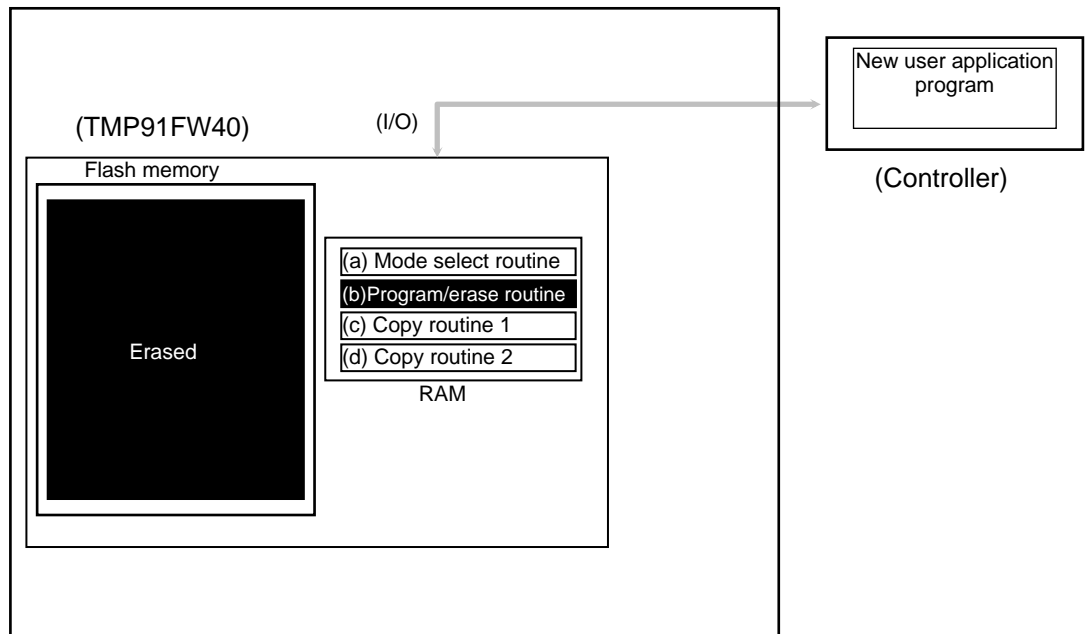 New user application
program
(TMP91FW40)
(I/O)
(Controller)
Flash memory
(a) Mode select routine
(b)Program/erase routine
(c) Copy routine 1
(d) Copy routine 2
Erased
RAM